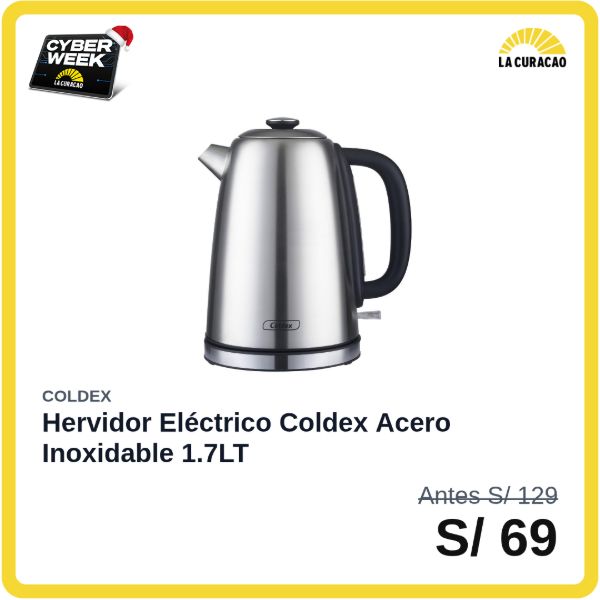 CYBER
WEEK
LA CURACAO
LA CURACAO
Coldex
COLDEX
Hervidor Eléctrico Coldex Acero
Inoxidable 1.7LT
Antes S/ 129
S/ 69